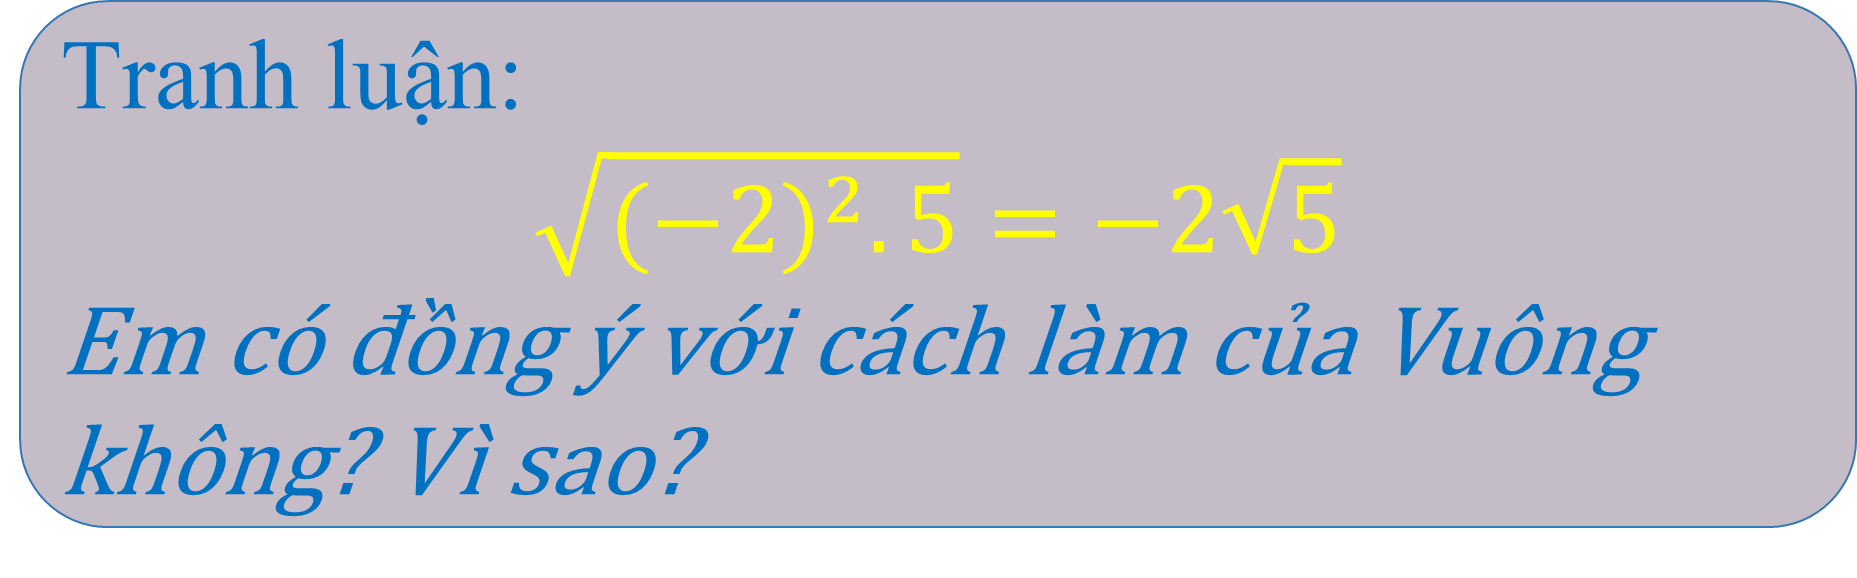 Tranh luận:
√(−2)².5 = −2√5
Em có đồng ý với cách làm của Vuông
không? Vì sao?